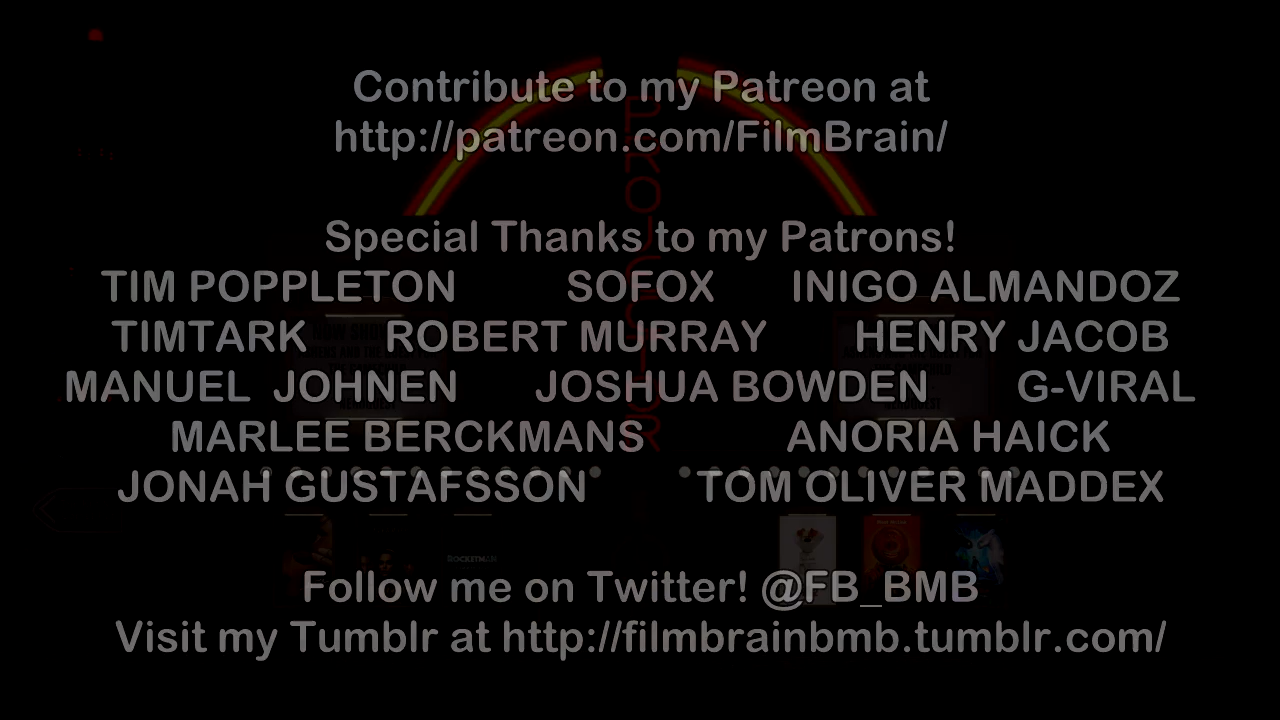 Contribute to my Patreon at
http://patreon.com/FilmBrain/
Special Thanks to my Patrons!
TIM POPPLETON SOFOX INIGO ALMANDOZ
TIMTARK ROBERT MURRAY HENRY JACOB
MANUEL JOHNEN JOSHUA BOWDEN G-VIRAL
MARLEE BERCKMANS ANORIA HAICK
JONAH GUSTAFSSON TOM OLIVER MADDEX
Follow me on Twitter! @FB_BMB
Visit my Tumblr at http://filmbrainbmb.tumblr.com/
PROJECTOR
ROCKETMAN